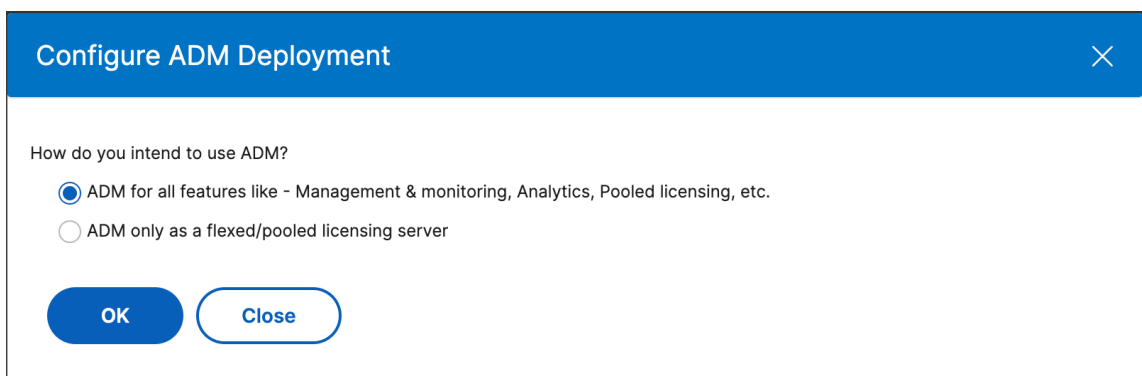 Configure ADM Deployment
How do you intend to use ADM?
ADM for all features like - Management & monitoring, Analytics, Pooled licensing, etc.
ADM only as a flexed/pooled licensing server
OK
Close